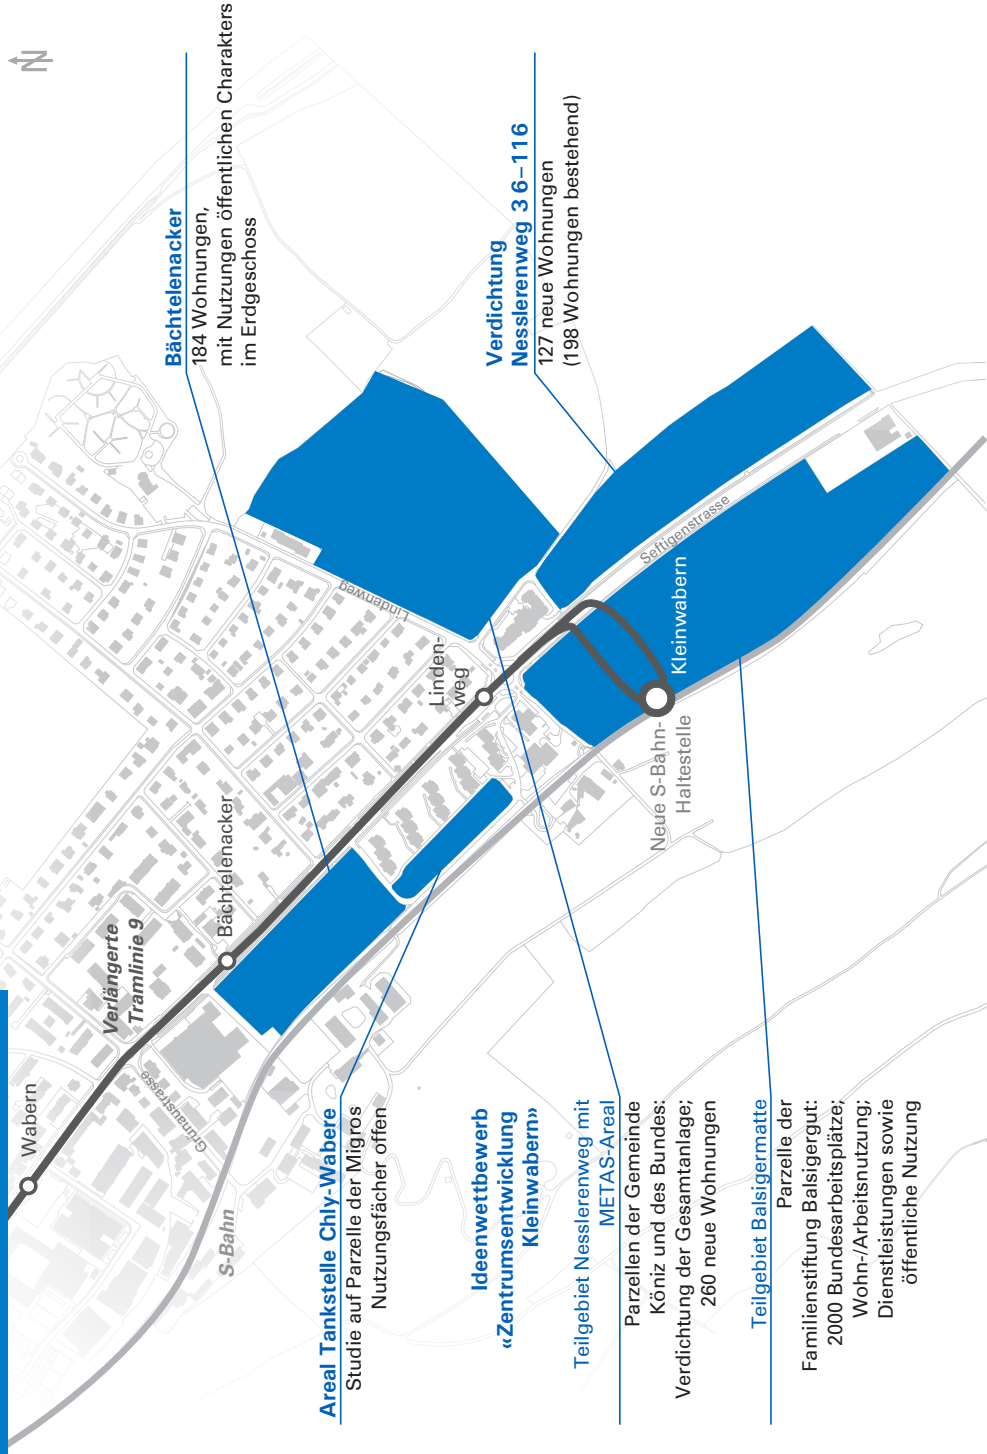 N
Bächtelenacker
184 Wohnungen,
mit Nutzungen öffentlichen Charakters
im Erdgeschoss
Verdichtung
Nesslerenweg 36–116
127 neue Wohnungen
(198 Wohnungen bestehend)
Wabern
Verlängerte
Tramlinie 9
Bächtelenacker
Linden-
weg
Lindenweg
Seftigenstrasse
Grünaustrasse
S-Bahn
Kleinwabern
Neue S-Bahn-
Haltestelle
Areal Tankstelle Chly-Wabere
Studie auf Parzelle der Migros
Nutzungsfächer offen
Ideenwettbewerb
«Zentrumsentwicklung
Kleinwabern»
Teilgebiet Nesslerenweg mit
METAS-Areal
Parzellen der Gemeinde
Köniz und des Bundes:
Verdichtung der Gesamtanlage;
260 neue Wohnungen
Teilgebiet Balsigermatte
Parzelle der
Familienstiftung Balsigergut:
2000 Bundesarbeitsplätze;
Wohn-/Arbeitsnutzung;
Dienstleistungen sowie
öffentliche Nutzung